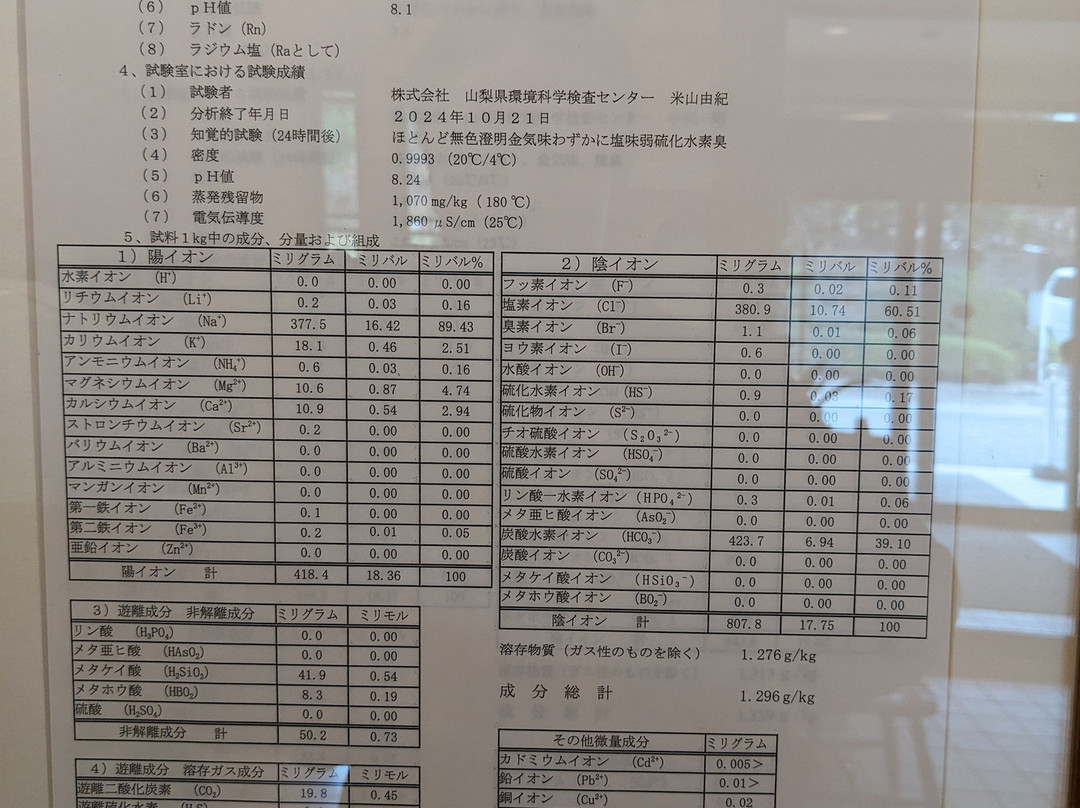 (6) pH値 8.1
(7) ラドン (Rn)
(8) ラジウム塩 (Raとして)
4、試験室における試験成績
(1) 試験者 株式会社 山梨県環境科学検査センター 米山由紀
(2) 分析終了年月日 2024年10月21日
(3) 知覚的試験 (24時間後) ほとんど無色澄明金気味わずかに塩味弱硫化水素臭
(4) 密度 0.9993 (20℃/4℃)
(5) pH値 8.24
(6) 蒸発残留物 1,070 mg/kg (180 ℃)
(7) 電気伝導度 1,860 μS/cm (25℃)
5、試料1kg中の成分、分量および組成
1) 陽イオン ミリグラム ミリバル ミリバル%
水素イオン (H⁺) 0.0 0.00 0.00
リチウムイオン (Li⁺) 0.2 0.03 0.16
ナトリウムイオン (Na⁺) 377.5 16.42 89.43
カリウムイオン (K⁺) 18.1 0.46 2.51
アンモニウムイオン (NH₄⁺) 0.6 0.03 0.16
マグネシウムイオン (Mg²⁺) 10.6 0.87 4.74
カルシウムイオン (Ca²⁺) 10.9 0.54 2.94
ストロンチウムイオン (Sr²⁺) 0.2 0.00 0.00
バリウムイオン (Ba²⁺) 0.0 0.00 0.00
アルミニウムイオン (Al³⁺) 0.0 0.00 0.00
マンガンイオン (Mn²⁺) 0.0 0.00 0.00
第一鉄イオン (Fe²⁺) 0.1 0.00 0.00
第二鉄イオン (Fe³⁺) 0.2 0.01 0.05
亜鉛イオン (Zn²⁺) 0.0 0.00 0.00
陽イオン 計 418.4 18.36 100
2) 陰イオン ミリグラム ミリバル ミリバル%
フッ素イオン (F⁻) 0.3 0.02 0.11
塩素イオン (Cl⁻) 380.9 10.74 60.51
臭素イオン (Br⁻) 1.1 0.01 0.06
ヨウ素イオン (I⁻) 0.6 0.00 0.00
水酸イオン (OH⁻) 0.0 0.00 0.00
硫化水素イオン (HS⁻) 0.9 0.03 0.17
硫化物イオン (S²⁻) 0.0 0.00 0.00
チオ硫酸イオン (S₂O₃²⁻) 0.0 0.00 0.00
硫酸水素イオン (HSO₄⁻) 0.0 0.00 0.00
硫酸イオン (SO₄²⁻) 0.0 0.00 0.00
リン酸一水素イオン (HPO₄²⁻) 0.3 0.01 0.06
メタ亜ヒ酸イオン (AsO₂⁻) 0.0 0.00 0.00
炭酸水素イオン (HCO₃⁻) 423.7 6.94 39.10
炭酸イオン (CO₃²⁻) 0.0 0.00 0.00
メタケイ酸イオン (HSiO₃⁻) 0.0 0.00 0.00
メタホウ酸イオン (BO₂⁻) 0.0 0.00 0.00
陰イオン 計 807.8 17.75 100
3) 遊離成分 非解離成分 ミリグラム ミリモル
リン酸 (H₃PO₄) 0.0 0.00
メタ亜ヒ酸 (HAsO₂) 0.0 0.00
メタケイ酸 (H₂SiO₃) 41.9 0.54
メタホウ酸 (HBO₂) 8.3 0.19
硫酸 (H₂SO₄) 0.0 0.00
非解離成分 計 50.2 0.73
溶存物質 (ガス性のものを除く) 1.276g/kg
成分総計 1.296g/kg
4) 遊離成分 溶存ガス成分 ミリグラム ミリモル
遊離二酸化炭素 (CO₂) 19.8 0.45
遊離硫化水素 (H₂S)
その他微量成分 ミリグラム
カドミウムイオン (Cd²⁺) 0.005>
鉛イオン (Pb²⁺) 0.01>
銅イオン (Cu²⁺) 0.02